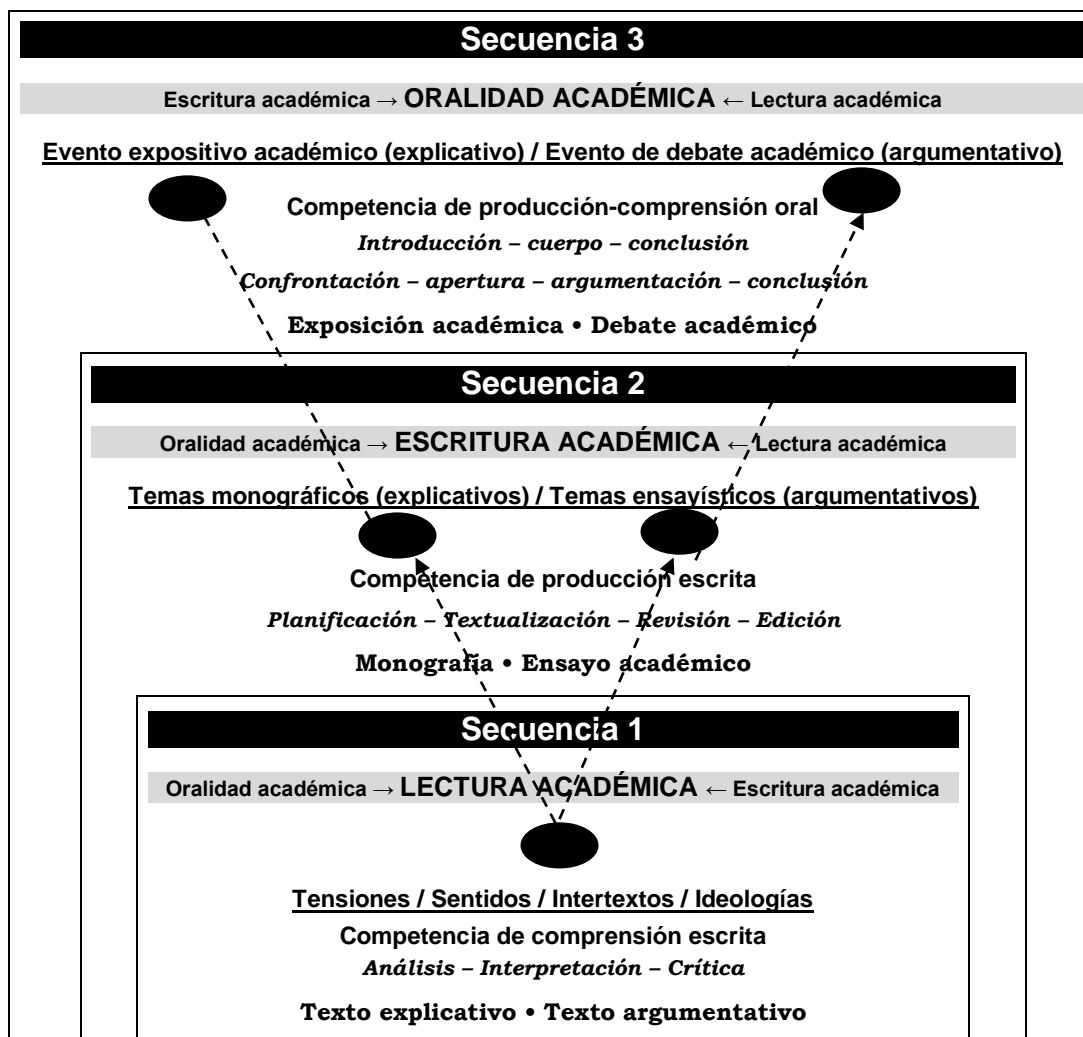 Secuencia 3
Escritura académica → ORALIDAD ACADÉMICA ← Lectura académica
Evento expositivo académico (explicativo) / Evento de debate académico (argumentativo)
Competencia de producción-comprensión oral
Introducción – cuerpo – conclusión
Confrontación – apertura – argumentación – conclusión
Exposición académica • Debate académico
Secuencia 2
Oralidad académica → ESCRITURA ACADÉMICA ← Lectura académica
Temas monográficos (explicativos) / Temas ensayísticos (argumentativos)
Competencia de producción escrita
Planificación – Textualización – Revisión – Edición
Monografía • Ensayo académico
Secuencia 1
Oralidad académica → LECTURA ACADÉMICA ← Escritura académica
Tensiones / Sentidos / Intertextos / Ideologías
Competencia de comprensión escrita
Análisis – Interpretación – Crítica
Texto explicativo • Texto argumentativo